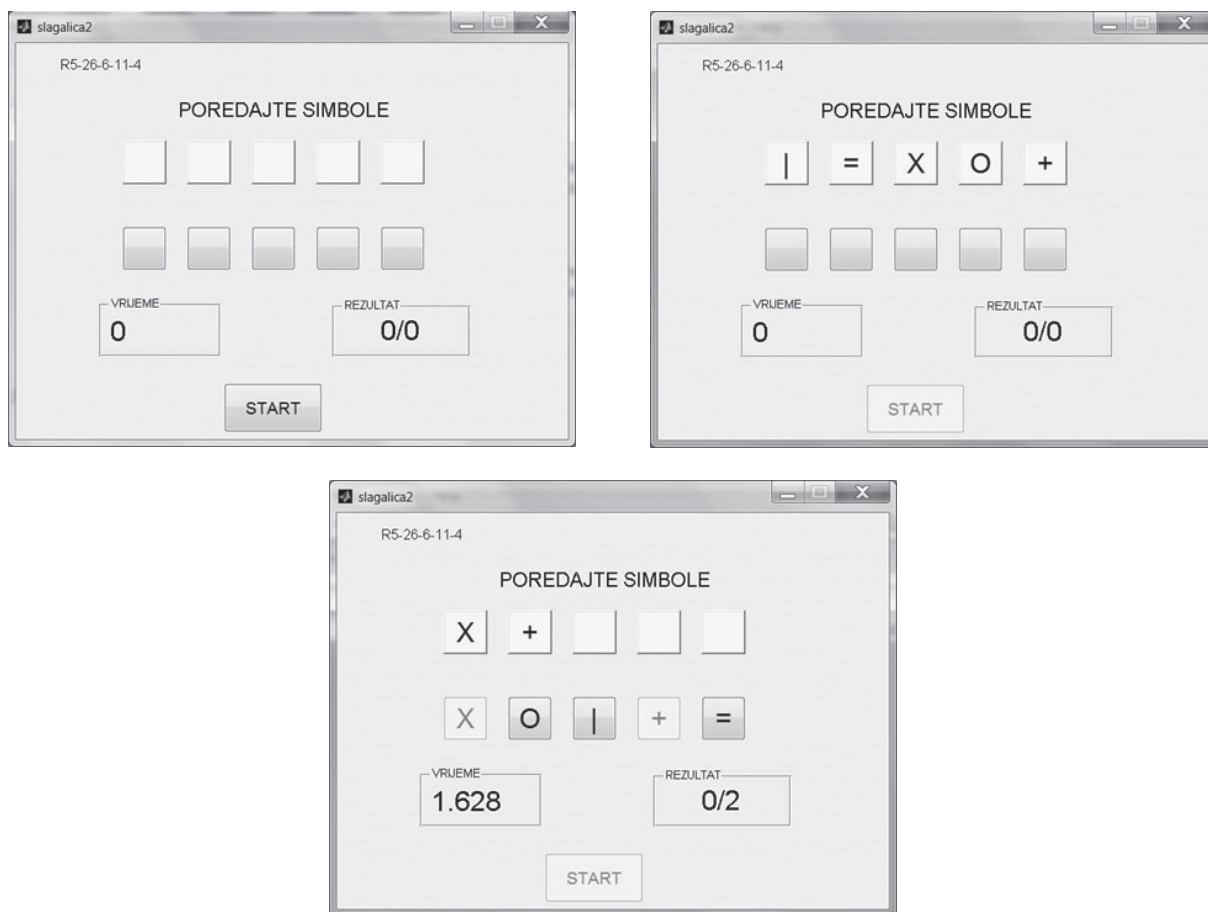 slagalica2
R5-26-6-11-4
POREDAJTE SIMBOLE
VRIJEME
0
REZULTAT
0/0
START
slagalica2
R5-26-6-11-4
POREDAJTE SIMBOLE
| = X O +
VRIJEME
0
REZULTAT
0/0
START
slagalica2
R5-26-6-11-4
POREDAJTE SIMBOLE
X +
X O | + =
VRIJEME
1.628
REZULTAT
0/2
START